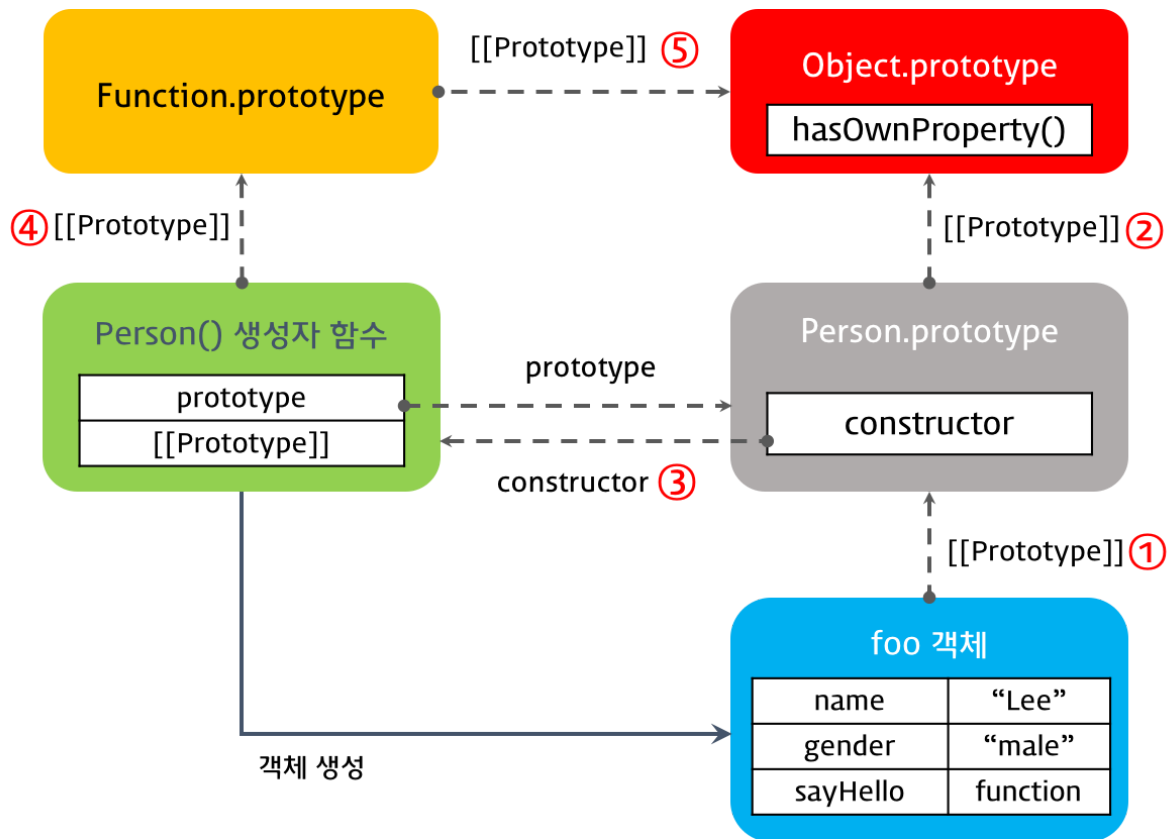 [[Prototype]] ⑤
Function.prototype
Object.prototype
hasOwnProperty()
④ [[Prototype]]
[[Prototype]] ②
Person() 생성자 함수
prototype
[[Prototype]]
prototype
constructor ③
Person.prototype
constructor
[[Prototype]] ①
객체 생성
foo 객체
name “Lee”
gender “male”
sayHello function